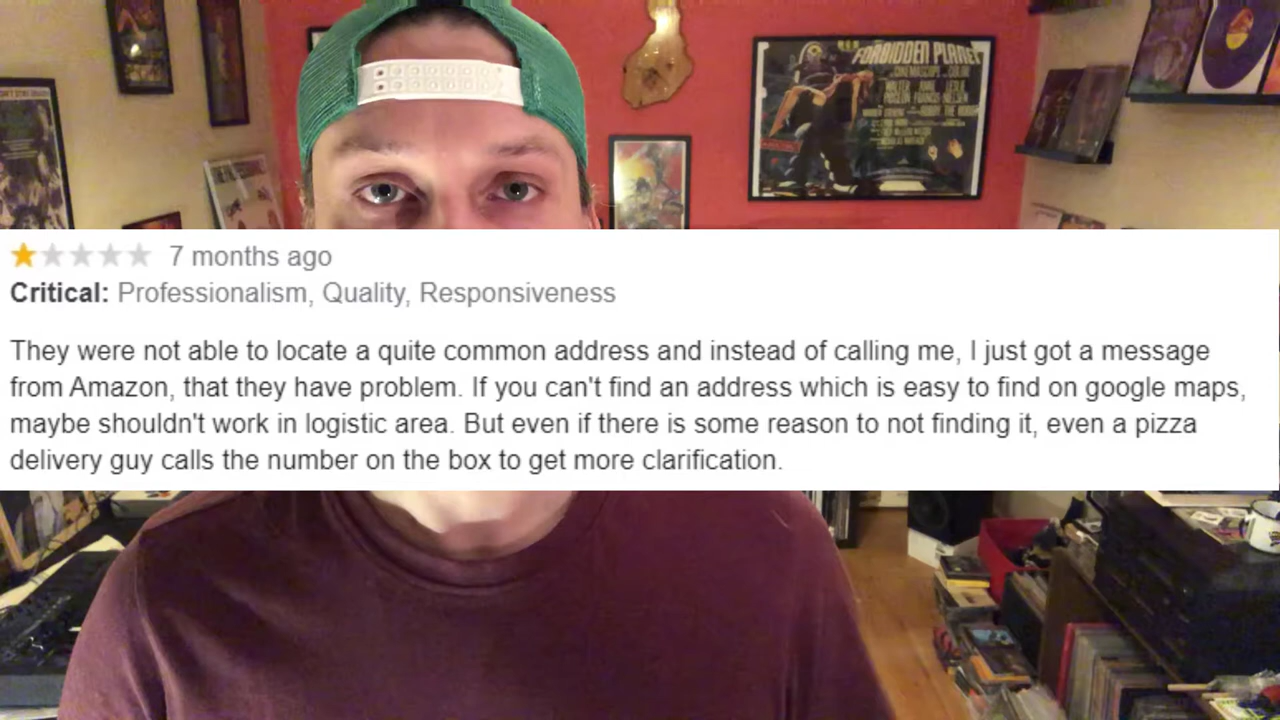 FORBIDDEN PLANET
7 months ago
Critical: Professionalism, Quality, Responsiveness
They were not able to locate a quite common address and instead of calling me, I just got a message
from Amazon, that they have problem. If you can't find an address which is easy to find on google maps,
maybe shouldn't work in logistic area. But even if there is some reason to not finding it, even a pizza
delivery guy calls the number on the box to get more clarification.